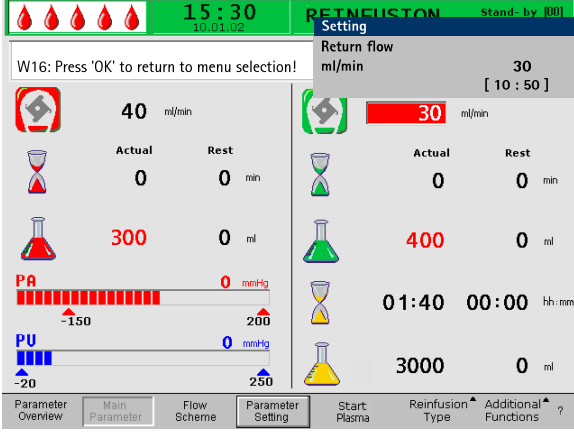 15:30
10.01.02
REINFUSION
Stand- by [00]
Setting
Return flow
ml/min 30
[ 10 : 50 ]
W16: Press 'OK' to return to menu selection!
40 ml/min
30 ml/min
Actual Rest
0 0 min
300 0 ml
PA 0 mmHg
-150 200
PV 0 mmHg
-20 250
Actual Rest
0 0 min
400 0 ml
01:40 00:00 hh:mm
3000 0 ml
Parameter Overview
Main Parameter
Flow Scheme
Parameter Setting
Start Plasma
Reinfusion Type
Additional Functions
?